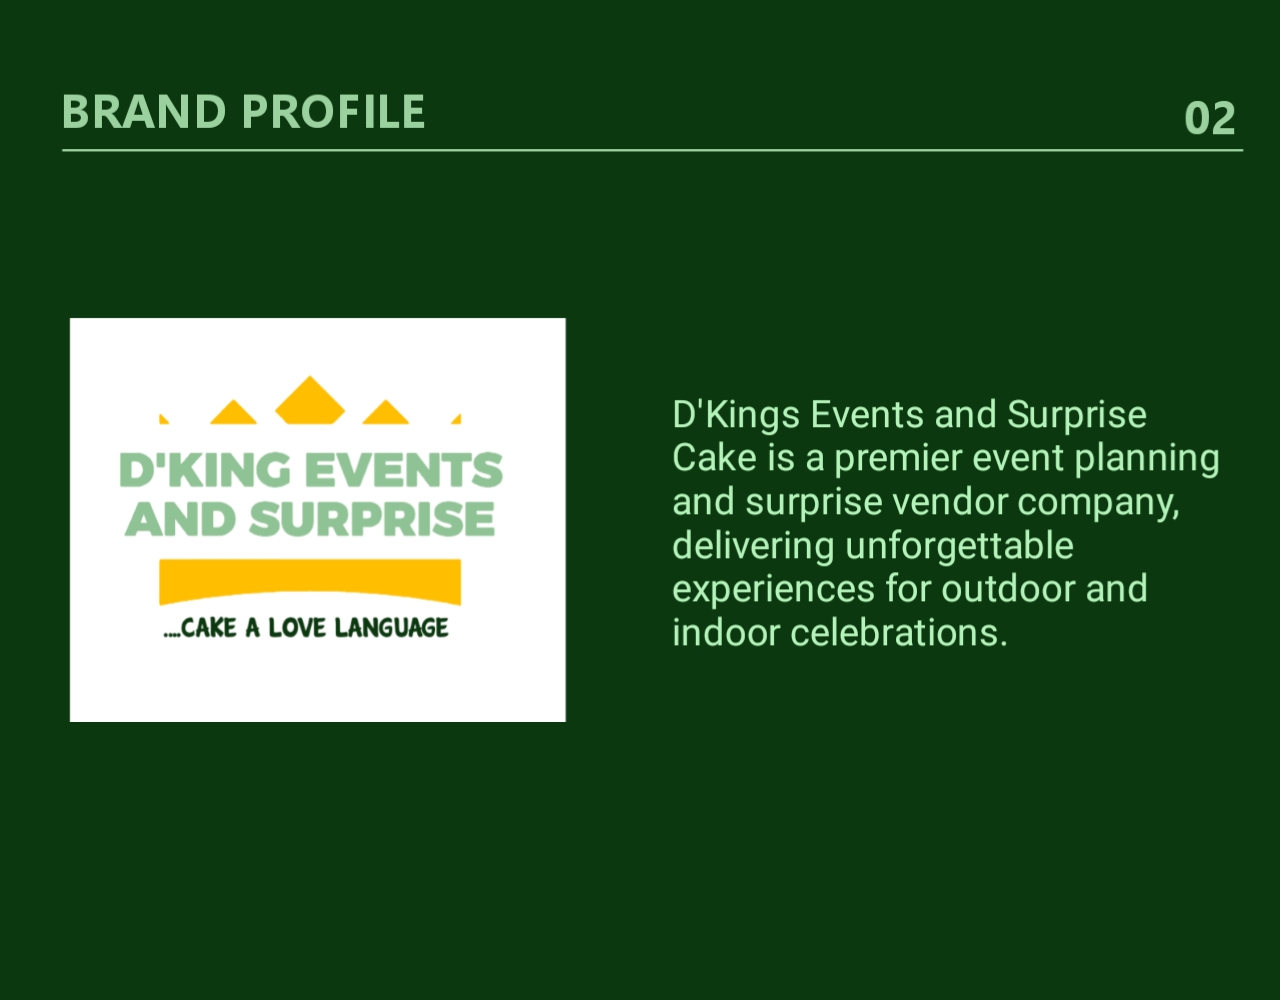 BRAND PROFILE
02
D'KING EVENTS
AND SURPRISE
....CAKE A LOVE LANGUAGE
D'Kings Events and Surprise
Cake is a premier event planning
and surprise vendor company,
delivering unforgettable
experiences for outdoor and
indoor celebrations.